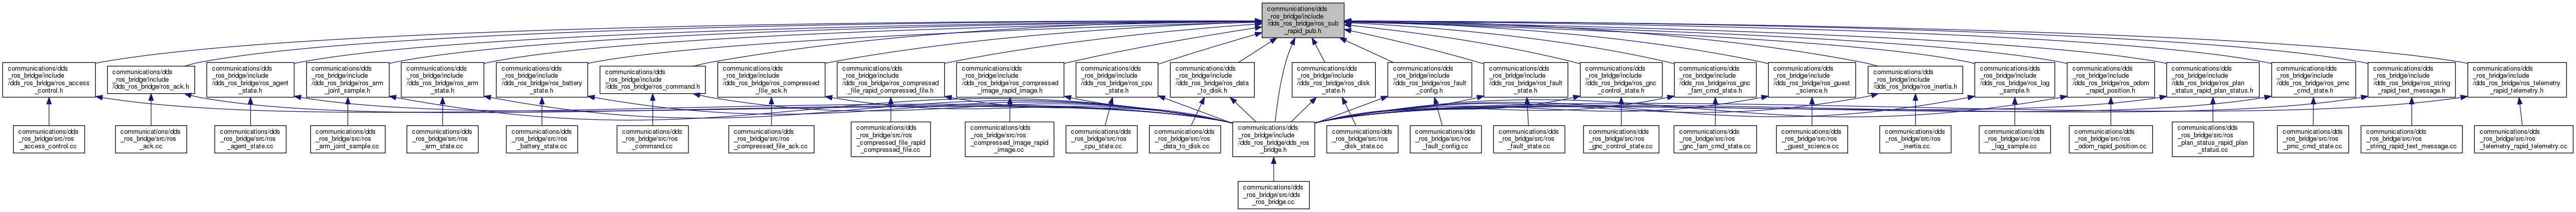 communications/dds
_ros_bridge/include
/dds_ros_bridge/ros_sub
_rapid_pub.h
communications/dds
_ros_bridge/include
/dds_ros_bridge/ros_access
_control.h
communications/dds
_ros_bridge/include
/dds_ros_bridge/ros_ack.h
communications/dds
_ros_bridge/include
/dds_ros_bridge/ros_agent
_state.h
communications/dds
_ros_bridge/include
/dds_ros_bridge/ros_arm
_joint_sample.h
communications/dds
_ros_bridge/include
/dds_ros_bridge/ros_arm
_state.h
communications/dds
_ros_bridge/include
/dds_ros_bridge/ros_battery
_state.h
communications/dds
_ros_bridge/include
/dds_ros_bridge/ros_command.h
communications/dds
_ros_bridge/include
/dds_ros_bridge/ros_compressed
_file_ack.h
communications/dds
_ros_bridge/include
/dds_ros_bridge/ros_compressed
_file_rapid_compressed_file.h
communications/dds
_ros_bridge/include
/dds_ros_bridge/ros_compressed
_image_rapid_image.h
communications/dds
_ros_bridge/include
/dds_ros_bridge/ros_cpu
_state.h
communications/dds
_ros_bridge/include
/dds_ros_bridge/ros_data
_to_disk.h
communications/dds
_ros_bridge/include
/dds_ros_bridge/ros_disk
_state.h
communications/dds
_ros_bridge/include
/dds_ros_bridge/ros_fault
_config.h
communications/dds
_ros_bridge/include
/dds_ros_bridge/ros_fault
_state.h
communications/dds
_ros_bridge/include
/dds_ros_bridge/ros_gnc
_control_state.h
communications/dds
_ros_bridge/include
/dds_ros_bridge/ros_gnc
_fam_cmd_state.h
communications/dds
_ros_bridge/include
/dds_ros_bridge/ros_guest
_science.h
communications/dds
_ros_bridge/include
/dds_ros_bridge/ros_inertia.h
communications/dds
_ros_bridge/include
/dds_ros_bridge/ros_log
_sample.h
communications/dds
_ros_bridge/include
/dds_ros_bridge/ros_odom
_rapid_position.h
communications/dds
_ros_bridge/include
/dds_ros_bridge/ros_plan
_status_rapid_plan_status.h
communications/dds
_ros_bridge/include
/dds_ros_bridge/ros_pmc
_cmd_state.h
communications/dds
_ros_bridge/include
/dds_ros_bridge/ros_string
_rapid_text_message.h
communications/dds
_ros_bridge/include
/dds_ros_bridge/ros_telemetry
_rapid_telemetry.h
communications/dds
_ros_bridge/src/ros
_access_control.cc
communications/dds
_ros_bridge/src/ros
_ack.cc
communications/dds
_ros_bridge/src/ros
_agent_state.cc
communications/dds
_ros_bridge/src/ros
_arm_joint_sample.cc
communications/dds
_ros_bridge/src/ros
_arm_state.cc
communications/dds
_ros_bridge/src/ros
_battery_state.cc
communications/dds
_ros_bridge/src/ros
_command.cc
communications/dds
_ros_bridge/src/ros
_compressed_file_ack.cc
communications/dds
_ros_bridge/src/ros
_compressed_file_rapid
_compressed_file.cc
communications/dds
_ros_bridge/src/ros
_compressed_image_rapid
_image.cc
communications/dds
_ros_bridge/src/ros
_cpu_state.cc
communications/dds
_ros_bridge/src/ros
_data_to_disk.cc
communications/dds
_ros_bridge/include
/dds_ros_bridge/dds_ros
_bridge.h
communications/dds
_ros_bridge/src/ros
_disk_state.cc
communications/dds
_ros_bridge/src/ros
_fault_config.cc
communications/dds
_ros_bridge/src/ros
_fault_state.cc
communications/dds
_ros_bridge/src/ros
_gnc_control_state.cc
communications/dds
_ros_bridge/src/ros
_gnc_fam_cmd_state.cc
communications/dds
_ros_bridge/src/ros
_guest_science.cc
communications/dds
_ros_bridge/src/ros
_inertia.cc
communications/dds
_ros_bridge/src/ros
_log_sample.cc
communications/dds
_ros_bridge/src/ros
_odom_rapid_position.cc
communications/dds
_ros_bridge/src/ros
_plan_status_rapid_plan
_status.cc
communications/dds
_ros_bridge/src/ros
_pmc_cmd_state.cc
communications/dds
_ros_bridge/src/ros
_string_rapid_text_message.cc
communications/dds
_ros_bridge/src/ros
_telemetry_rapid_telemetry.cc
communications/dds
_ros_bridge/src/dds
_ros_bridge.cc